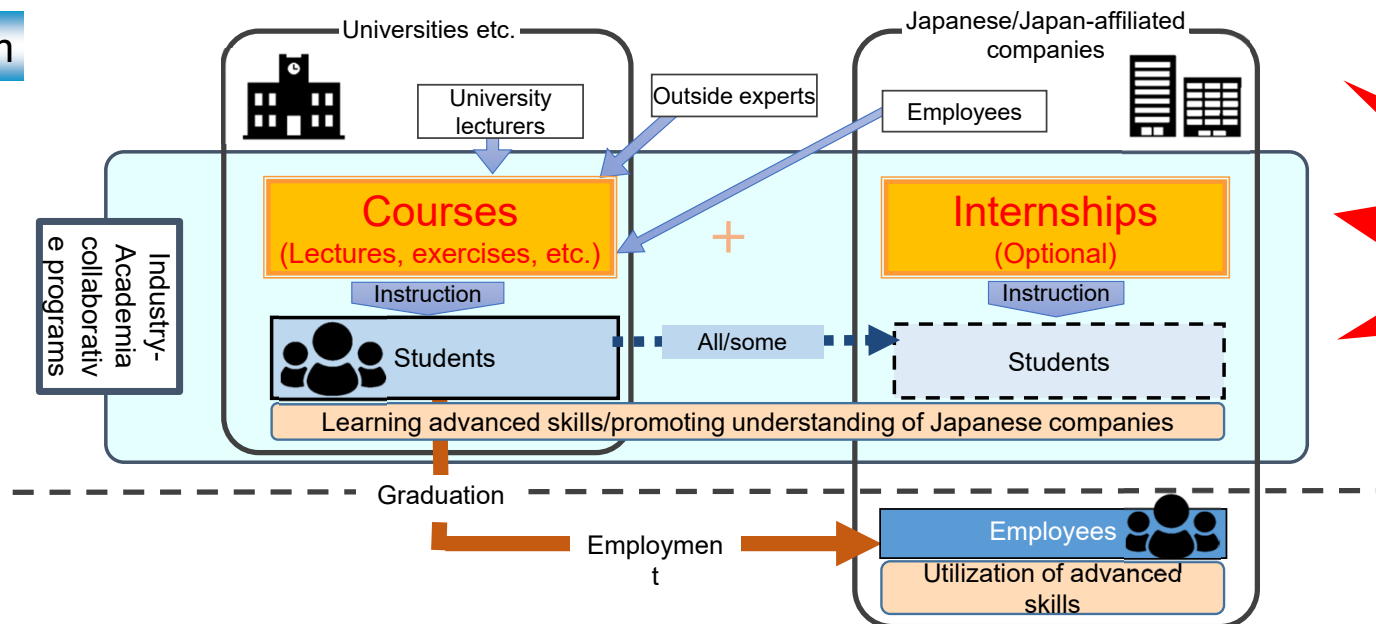 n
Universities etc.
Japanese/Japan-affiliated
companies
University
lecturers
Outside experts
Employees
Industry-
Academia
collaborativ
e programs
Courses
(Lectures, exercises, etc.)
+
Internships
(Optional)
Instruction
Instruction
Students
All/some
Students
Learning advanced skills/promoting understanding of Japanese companies
Graduation
Employmen
t
Employees
Utilization of advanced
skills